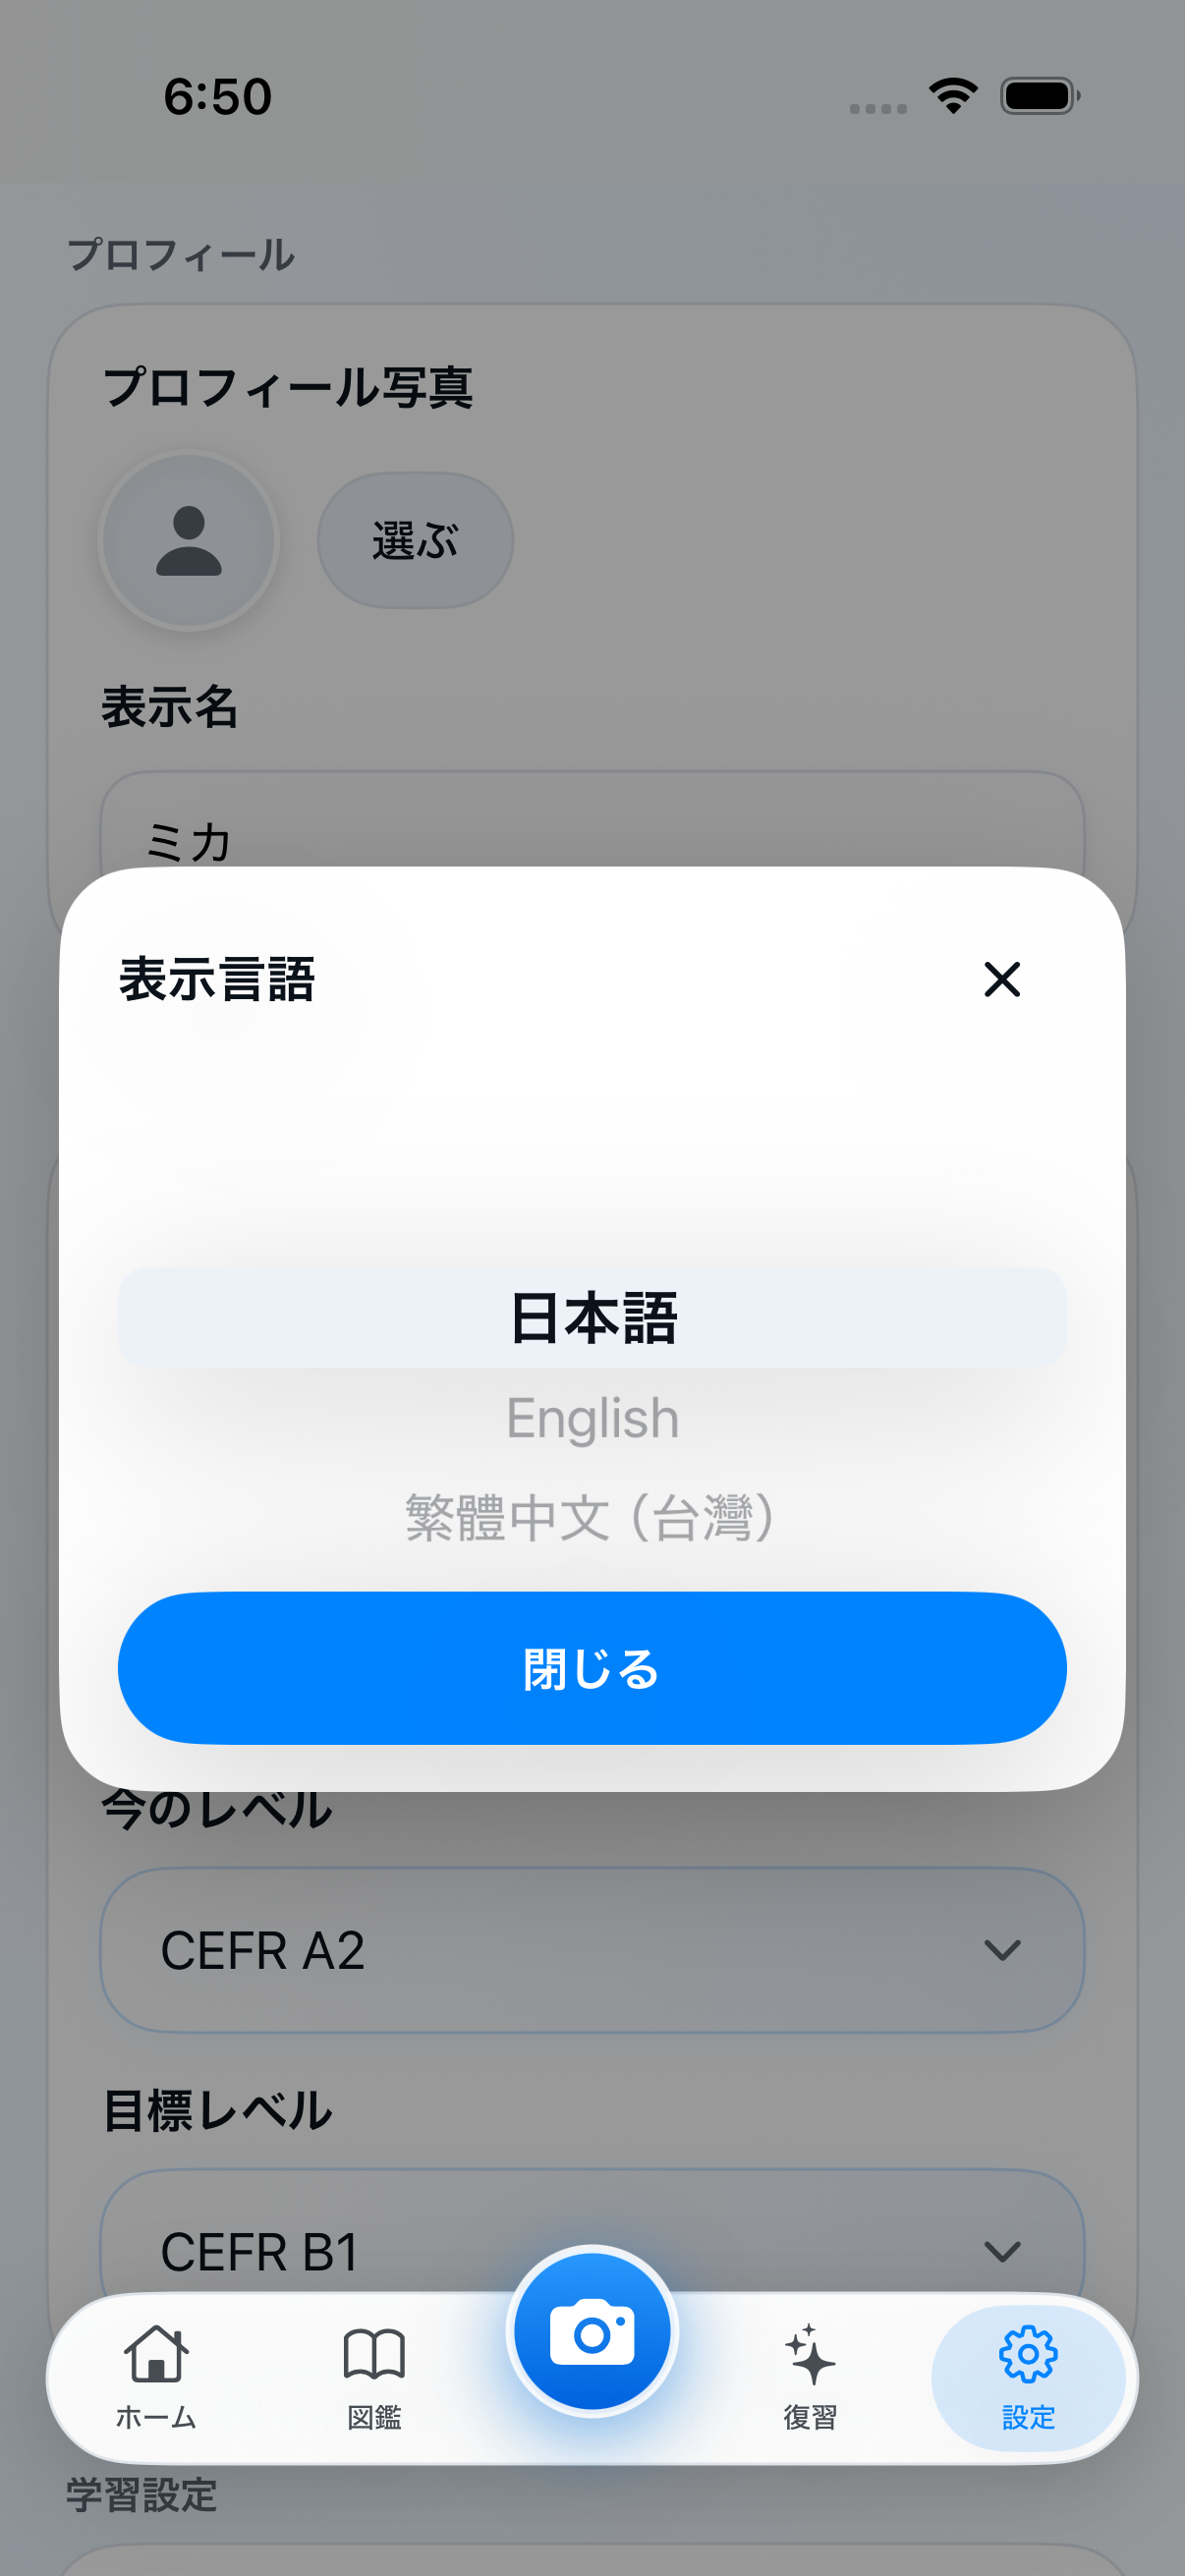 6:50
プロフィール
プロフィール写真
選ぶ
表示名
ミカ
表示言語
日本語
English
繁體中文（台灣）
閉じる
今のレベル
CEFR A2
目標レベル
CEFR B1
ホーム
図鑑
復習
設定
学習設定